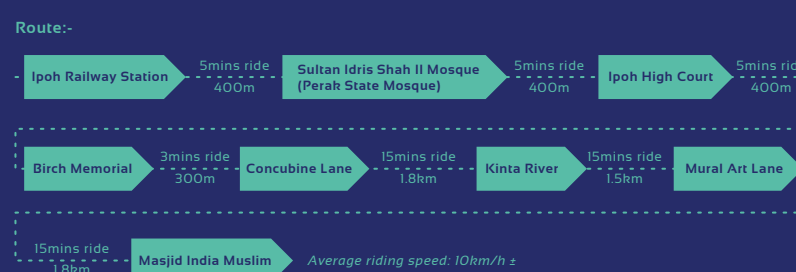 Route:-
Ipoh Railway Station
5mins ride
400m
Sultan Idris Shah II Mosque
(Perak State Mosque)
5mins ride
400m
Ipoh High Court
5mins
400m
Birch Memorial
3mins ride
300m
Concubine Lane
15mins ride
1.8km
Kinta River
15mins ride
1.5km
Mural Art Lane
15mins ride
1.8km
Masjid India Muslim
Average riding speed: 10km/h ±